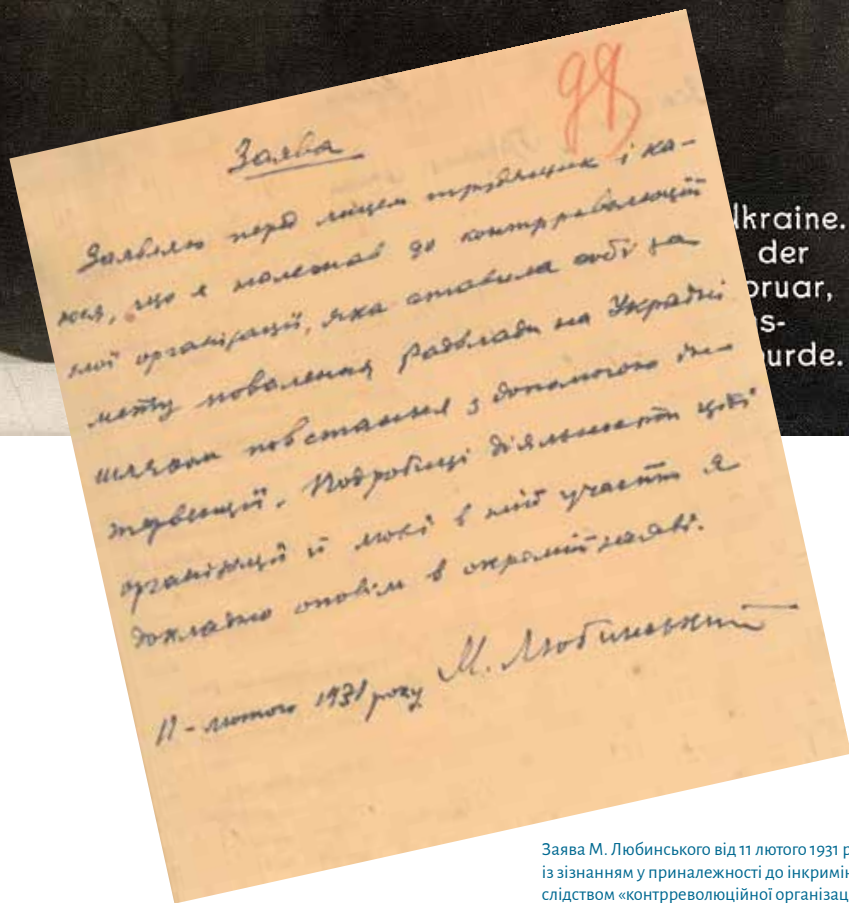 98
Заява
Заявляю перед лицем трудящих і ка-
юся, що я належав до контрреволюцій
ної організації, яка ставила собі за
мету повалення Радвлади на Україні
шляхом повстання з допомогою ін-
тервенції. Подробиці діяльности цієї
організації й моєї в ній участи я
докладно оповім в окремій заяві.
11 - лютого 1931 року М. Любинський
kraine.
der
bruar,
s-
urde.
Заява М. Любинського від 11 лютого 1931 р
із зізнанням у приналежності до інкримін
слідством «контрреволюційної організац